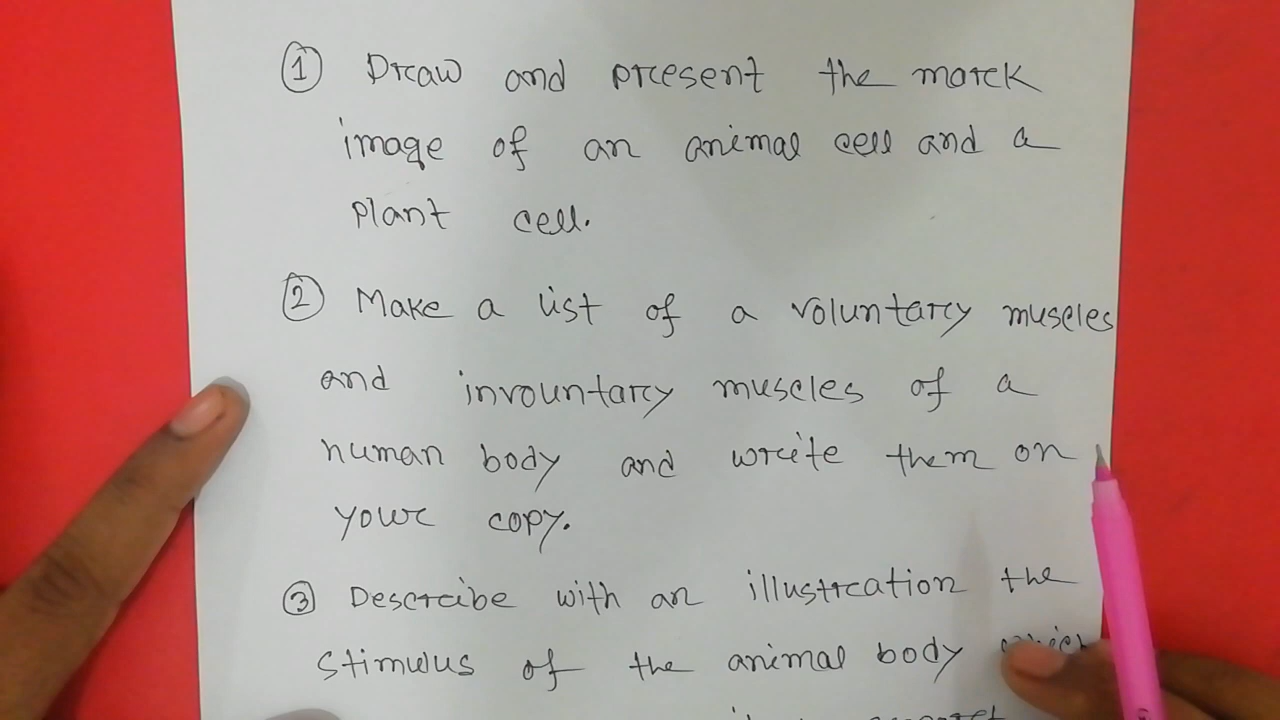 ① Draw and present the mark
image of an animal cell and a
plant cell.
② Make a list of a voluntary muscles
and invountary muscles of a
human body and write them on
your copy.
③ Describe with an illustration the
stimulus of the animal body